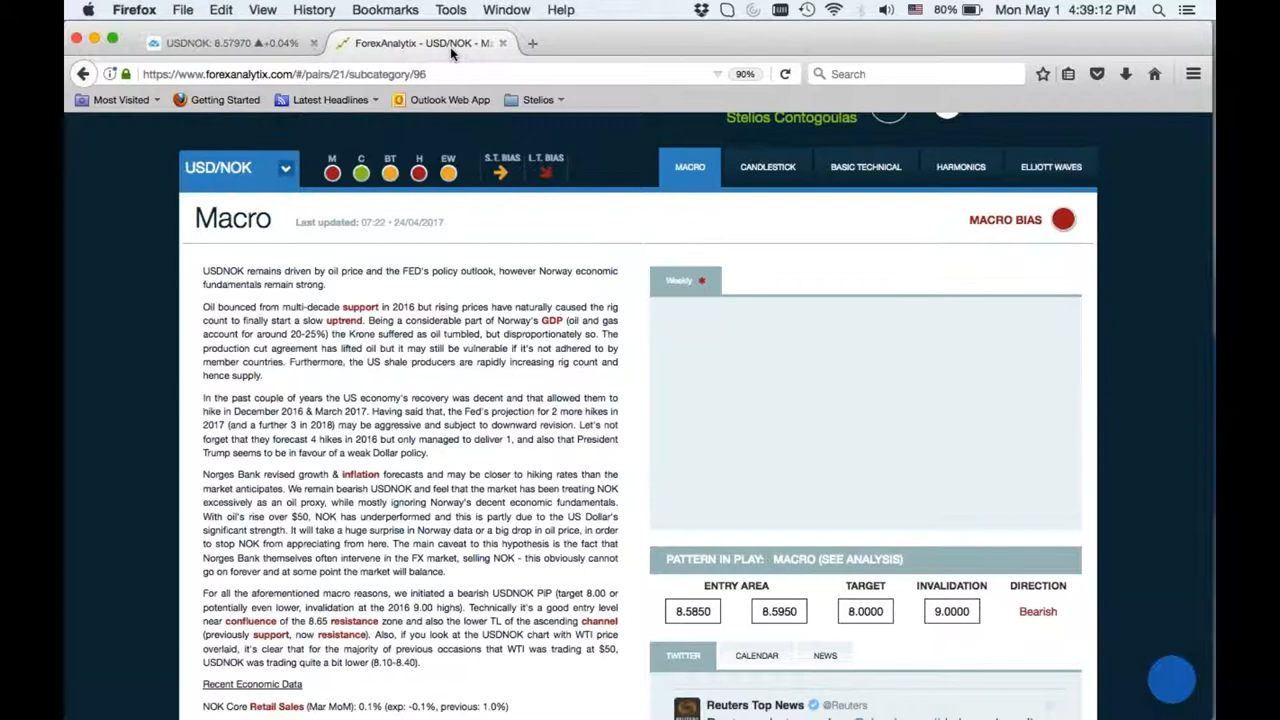 Firefox File Edit View History Bookmarks Tools Window Help 80% Mon May 1 4:39:12 PM
USDNOK: 8.57970 ▲+0.04%
ForexAnalytix - USD/NOK - M
https://www.forexanalytix.com/#/pairs/21/subcategory/96 90% Search
Most Visited Getting Started Latest Headlines Outlook Web App Stelios
Stelios Contogoulas
USD/NOK M C BT H EW S.T. BIAS L.T. BIAS MACRO CANDLESTICK BASIC TECHNICAL HARMONICS ELLIOTT WAVES
Macro Last updated: 07:22 • 24/04/2017 MACRO BIAS
USDNOK remains driven by oil price and the FED's policy outlook, however Norway economic
fundamentals remain strong.
Oil bounced from multi-decade support in 2016 but rising prices have naturally caused the rig
count to finally start a slow uptrend. Being a considerable part of Norway's GDP (oil and gas
account for around 20-25%) the Krone suffered as oil tumbled, but disproportionately so. The
production cut agreement has lifted oil but it may still be vulnerable if it's not adhered to by
member countries. Furthermore, the US shale producers are rapidly increasing rig count and
hence supply.
In the past couple of years the US economy's recovery was decent and that allowed them to
hike in December 2016 & March 2017. Having said that, the Fed's projection for 2 more hikes in
2017 (and a further 3 in 2018) may be aggressive and subject to downward revision. Let's not
forget that they forecast 4 hikes in 2016 but only managed to deliver 1, and also that President
Trump seems to be in favour of a weak Dollar policy.
Norges Bank revised growth & inflation forecasts and may be closer to hiking rates than the
market anticipates. We remain bearish USDNOK and feel that the market has been treating NOK
excessively as an oil proxy, while mostly ignoring Norway's decent economic fundamentals.
With oil's rise over $50, NOK has underperformed and this is partly due to the US Dollar's
significant strength. It will take a huge surprise in Norway data or a big drop in oil price, in order
to stop NOK from appreciating from here. The main caveat to this hypothesis is the fact that
Norges Bank themselves often intervene in the FX market, selling NOK - this obviously cannot
go on forever and at some point the market will balance.
For all the aforementioned macro reasons, we initiated a bearish USDNOK PiP (target 8.00 or
potentially even lower, invalidation at the 2016 9.00 highs). Technically it's a good entry level
near confluence of the 8.65 resistance zone and also the lower TL of the ascending channel
(previously support, now resistance). Also, if you look at the USDNOK chart with WTI price
overlaid, it's clear that for the majority of previous occasions that WTI was trading at $50,
USDNOK was trading quite a bit lower (8.10-8.40).
Recent Economic Data
NOK Core Retail Sales (Mar MoM): 0.1% (exp: -0.1%, previous: 1.0%)
Weekly *
PATTERN IN PLAY: MACRO (SEE ANALYSIS)
ENTRY AREA TARGET INVALIDATION DIRECTION
8.5850 8.5950 8.0000 9.0000 Bearish
TWITTER CALENDAR NEWS
Reuters Top News @Reuters